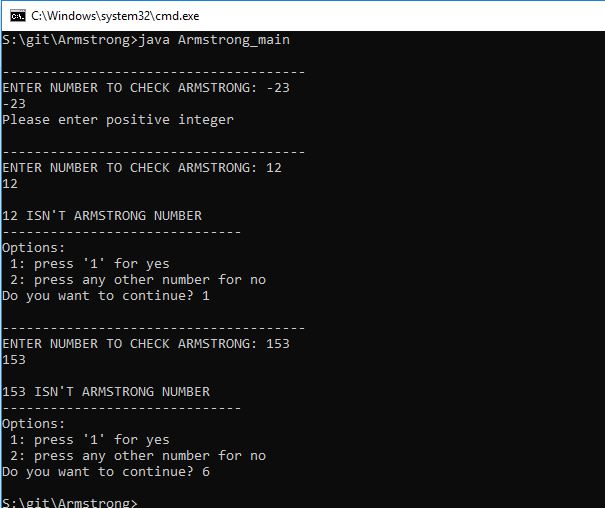 C:\Windows\system32\cmd.exe
S:\git\Armstrong>java Armstrong_main
--------------------------------------
ENTER NUMBER TO CHECK ARMSTRONG: -23
-23
Please enter positive integer
--------------------------------------
ENTER NUMBER TO CHECK ARMSTRONG: 12
12
12 ISN'T ARMSTRONG NUMBER
------------------------------
Options:
 1: press '1' for yes
 2: press any other number for no
Do you want to continue? 1
--------------------------------------
ENTER NUMBER TO CHECK ARMSTRONG: 153
153
153 ISN'T ARMSTRONG NUMBER
------------------------------
Options:
 1: press '1' for yes
 2: press any other number for no
Do you want to continue? 6
S:\git\Armstrong>